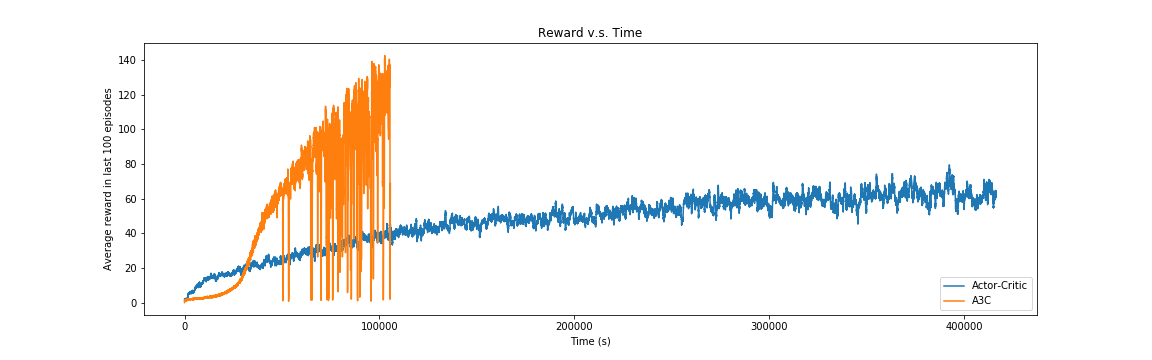 Reward v.s. Time
Average reward in last 100 episodes
140
120
100
80
60
40
20
0
0
100000
200000
300000
400000
Time (s)
Actor-Critic
A3C